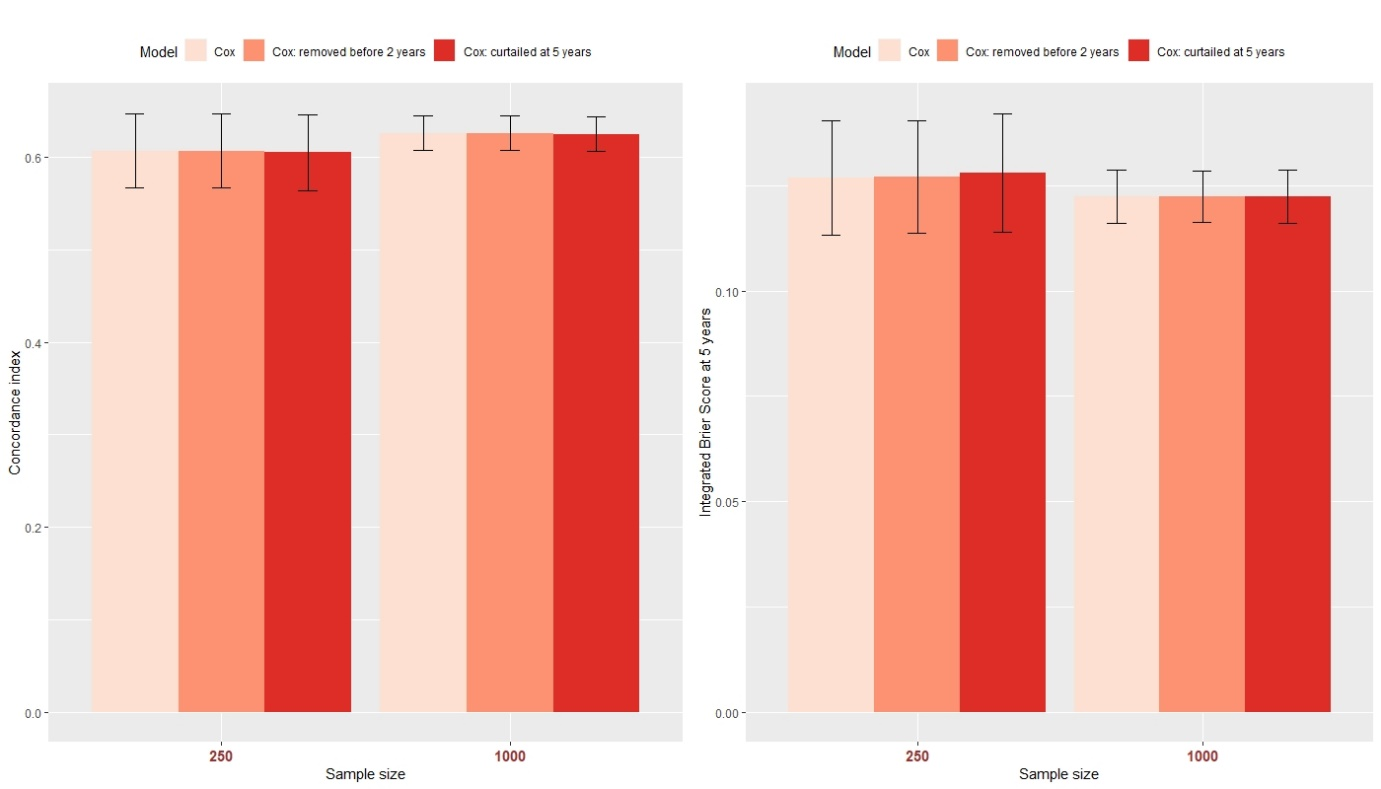 Model Cox Cox: removed before 2 years Cox: curtailed at 5 years
Concordance index
0.6
0.4
0.2
0.0
250 1000
Sample size
Model Cox Cox: removed before 2 years Cox: curtailed at 5 years
Integrated Brier Score at 5 years
0.10
0.05
0.00
250 1000
Sample size